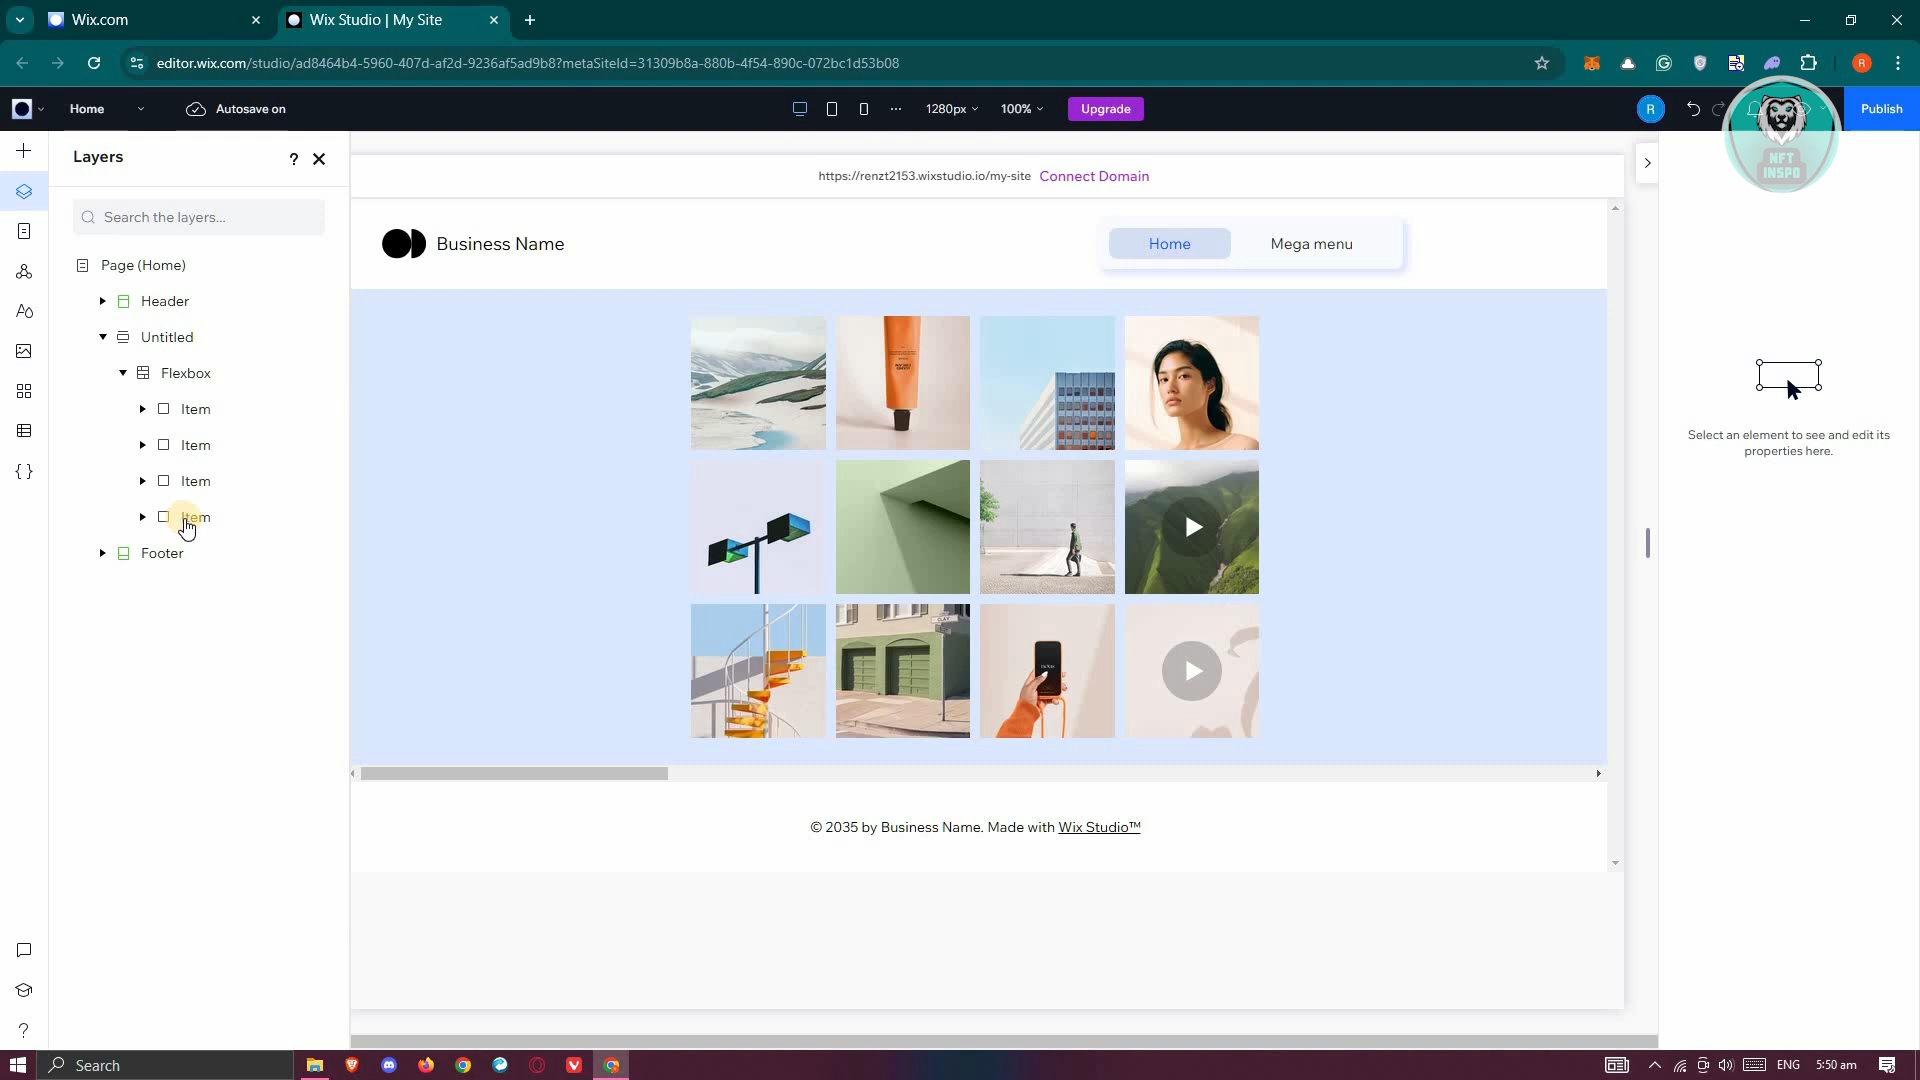 Wix.com
Wix Studio | My Site
editor.wix.com/studio/ad8464b4-5960-407d-af2d-9236af5ad9b8?metaSiteId=31309b8a-880b-4f54-890c-072bc1d53b08
R
Home
Autosave on
1280px
100%
Upgrade
R
Publish
NFT
INSPO
Layers
?
Search the layers...
Page (Home)
Header
Untitled
Flexbox
Item
Item
Item
Item
Footer
https://renzt2153.wixstudio.io/my-site Connect Domain
Business Name
Home
Mega menu
CLAY
© 2035 by Business Name. Made with Wix Studio™
Select an element to see and edit its
properties here.
?
Search
ENG
5:50 am